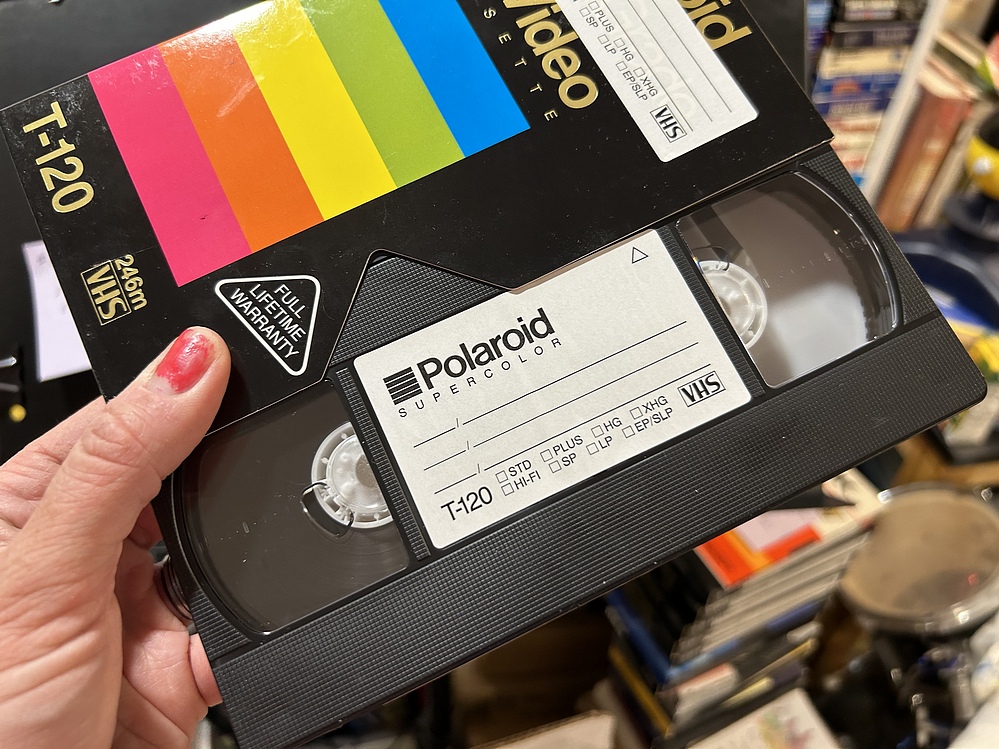 T-120
246m
VHS
FULL
LIFETIME
WARRANTY
Video
SETTE
oid
PLUS HG XHG
SP LP EP/SLP
VHS
Polaroid
SUPERCOLOR
/
/
/
STD PLUS HG XHG
T-120 HI-FI SP LP EP/SLP
VHS